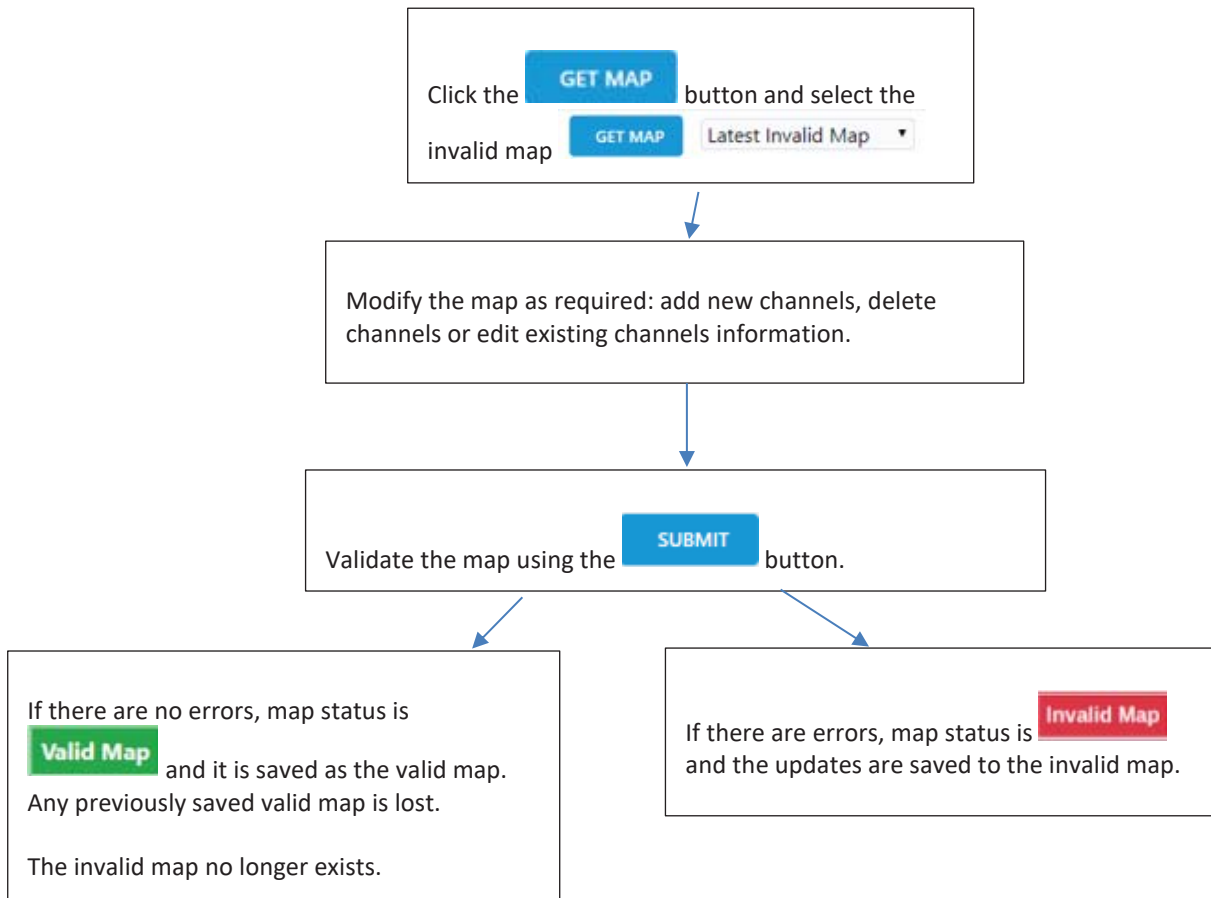 Click the GET MAP button and select the
invalid map GET MAP Latest Invalid Map
Modify the map as required: add new channels, delete
channels or edit existing channels information.
Validate the map using the SUBMIT button.
If there are no errors, map status is
Valid Map and it is saved as the valid map.
Any previously saved valid map is lost.
The invalid map no longer exists.
If there are errors, map status is Invalid Map
and the updates are saved to the invalid map.